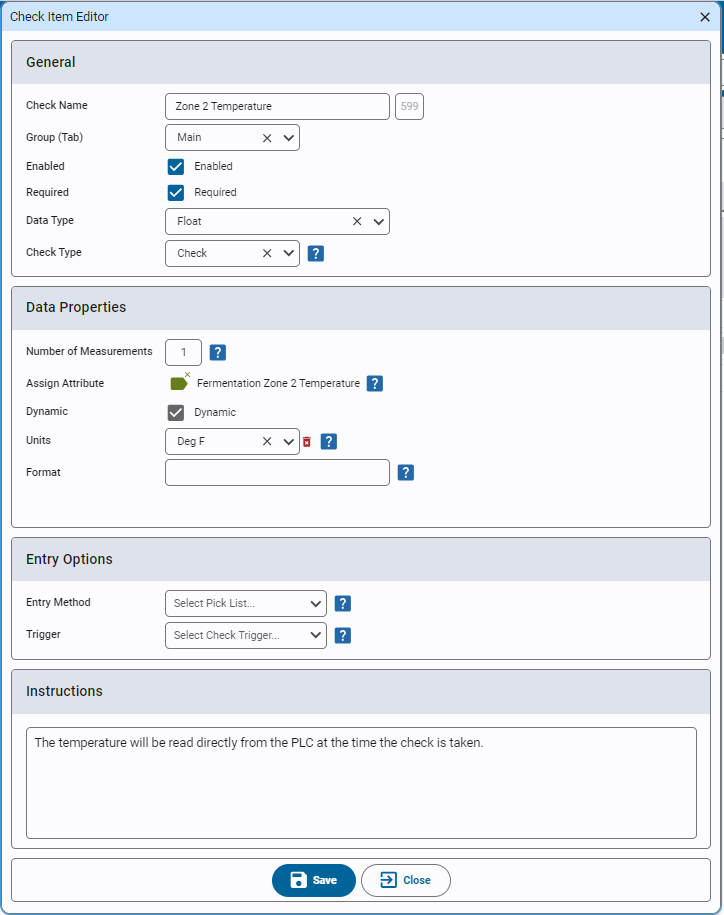 Check Item Editor
General
Check Name Zone 2 Temperature 599
Group (Tab) Main
Enabled Enabled
Required Required
Data Type Float
Check Type Check ?
Data Properties
Number of Measurements 1 ?
Assign Attribute Fermentation Zone 2 Temperature ?
Dynamic Dynamic
Units Deg F ?
Format ?
Entry Options
Entry Method Select Pick List... ?
Trigger Select Check Trigger... ?
Instructions
The temperature will be read directly from the PLC at the time the check is taken.
Save Close